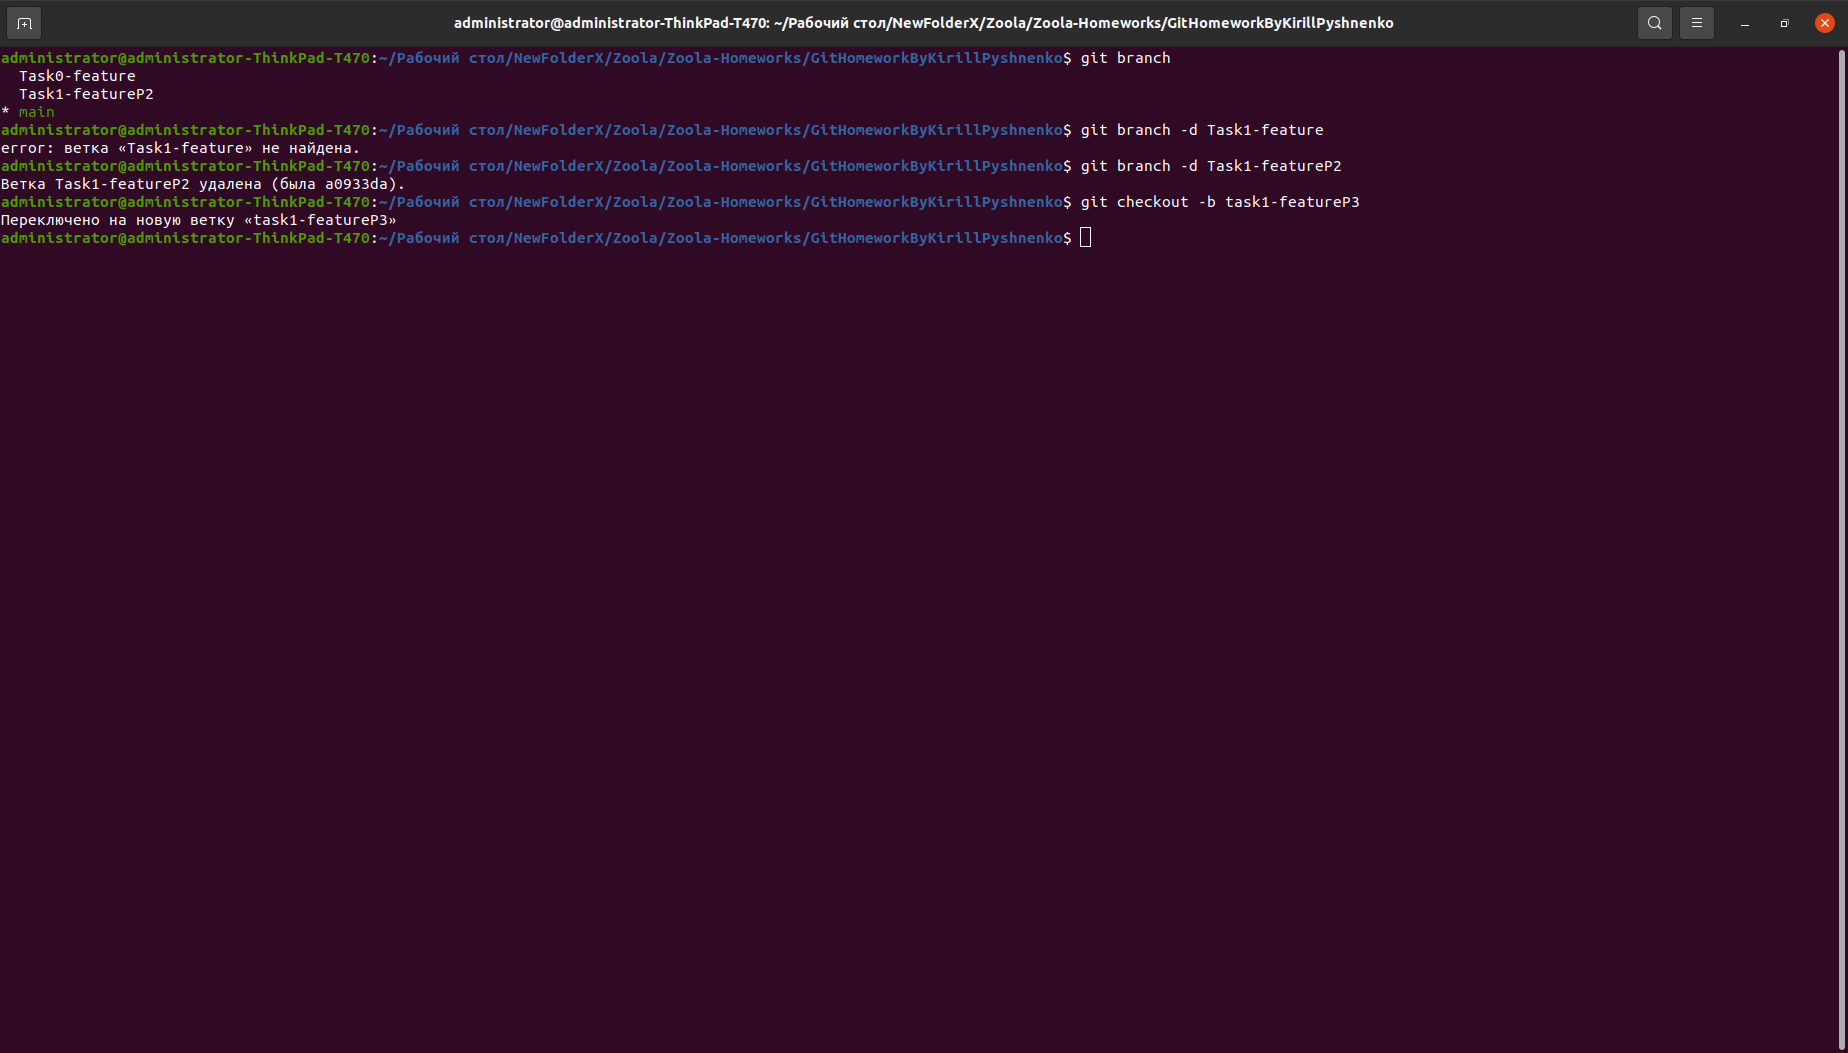 administrator@administrator-ThinkPad-T470: ~/Рабочий стол/NewFolderX/Zoola/Zoola-Homeworks/GitHomeworkByKirillPyshnenko
administrator@administrator-ThinkPad-T470:~/Рабочий стол/NewFolderX/Zoola/Zoola-Homeworks/GitHomeworkByKirillPyshnenko$ git branch
  Task0-feature
  Task1-featureP2
* main
administrator@administrator-ThinkPad-T470:~/Рабочий стол/NewFolderX/Zoola/Zoola-Homeworks/GitHomeworkByKirillPyshnenko$ git branch -d Task1-feature
error: ветка «Task1-feature» не найдена.
administrator@administrator-ThinkPad-T470:~/Рабочий стол/NewFolderX/Zoola/Zoola-Homeworks/GitHomeworkByKirillPyshnenko$ git branch -d Task1-featureP2
Ветка Task1-featureP2 удалена (была a0933da).
administrator@administrator-ThinkPad-T470:~/Рабочий стол/NewFolderX/Zoola/Zoola-Homeworks/GitHomeworkByKirillPyshnenko$ git checkout -b task1-featureP3
Переключено на новую ветку «task1-featureP3»
administrator@administrator-ThinkPad-T470:~/Рабочий стол/NewFolderX/Zoola/Zoola-Homeworks/GitHomeworkByKirillPyshnenko$